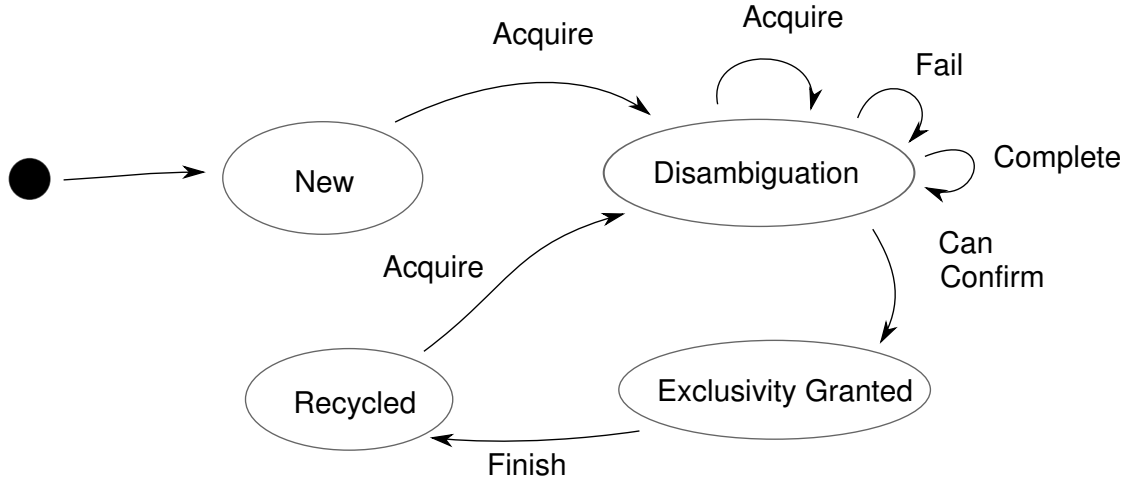 Acquire
Acquire
Fail
Complete
New
Disambiguation
Can
Confirm
Acquire
Recycled
Exclusivity Granted
Finish